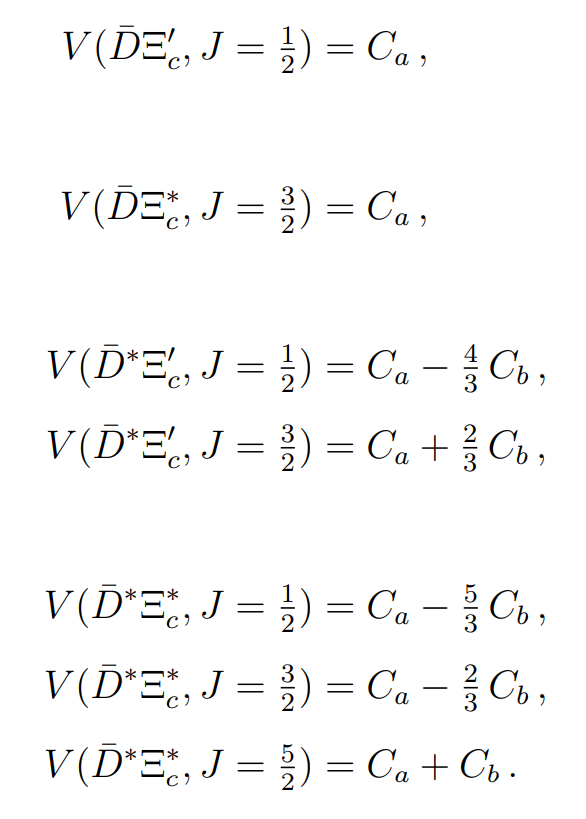 V(D̄Ξ′_c, J = 1/2) = C_a ,
V(D̄Ξ*_c, J = 3/2) = C_a ,
V(D̄*Ξ′_c, J = 1/2) = C_a − 4/3 C_b ,
V(D̄*Ξ′_c, J = 3/2) = C_a + 2/3 C_b ,
V(D̄*Ξ*_c, J = 1/2) = C_a − 5/3 C_b ,
V(D̄*Ξ*_c, J = 3/2) = C_a − 2/3 C_b ,
V(D̄*Ξ*_c, J = 5/2) = C_a + C_b .